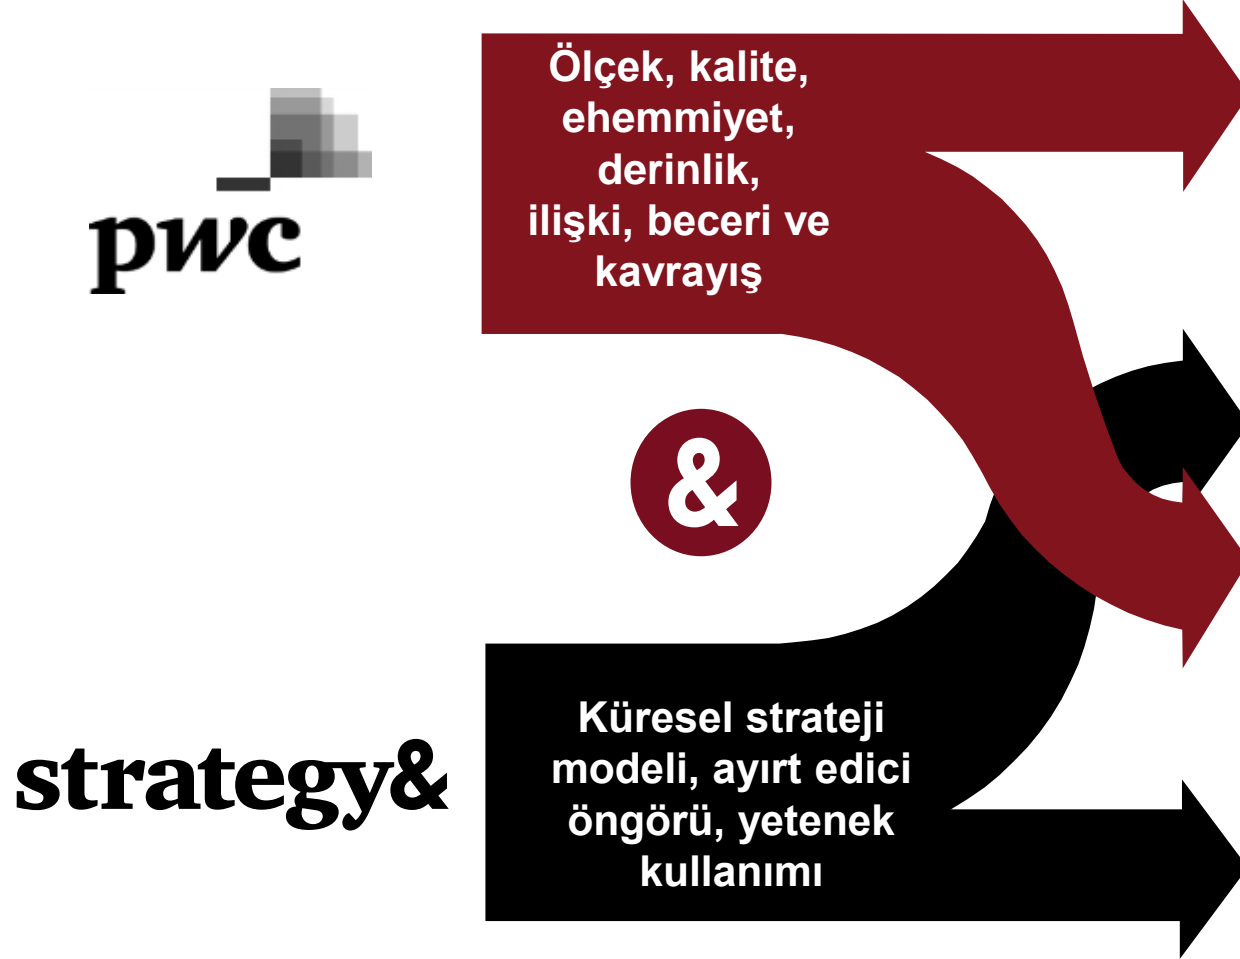 pwc
Ölçek, kalite,
ehemmiyet,
derinlik,
ilişki, beceri ve
kavrayış
&
strategy&
Küresel strateji
modeli, ayırt edici
öngörü, yetenek
kullanımı